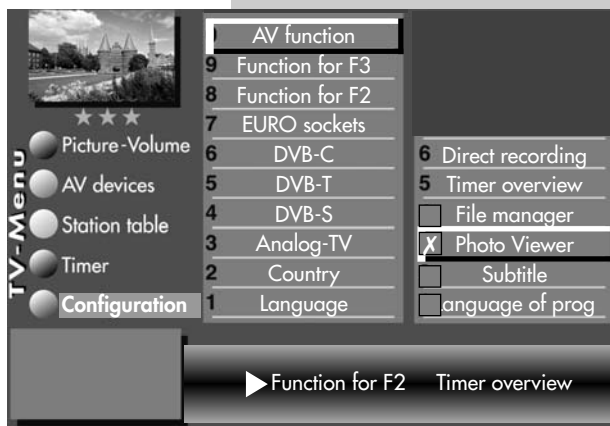 TV-Menu
Picture-Volume
AV devices
Station table
Timer
Configuration
AV function
9 Function for F3
8 Function for F2
7 EURO sockets
6 DVB-C
5 DVB-T
4 DVB-S
3 Analog-TV
2 Country
1 Language
6 Direct recording
5 Timer overview
File manager
X Photo Viewer
Subtitle
anguage of prog
Function for F2 Timer overview